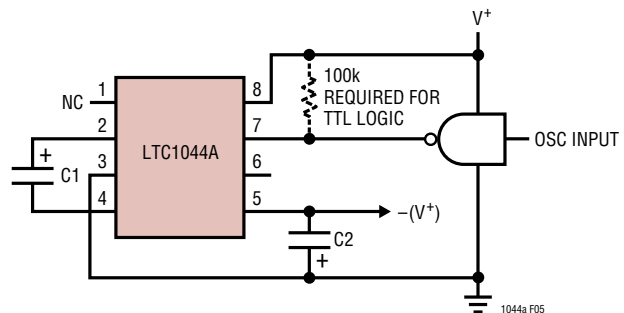 V+
100k
REQUIRED FOR
TTL LOGIC
NC
1
8
2
7
LTC1044A
OSC INPUT
+
C1
3
6
4
5
–(V+)
C2
+
1044a F05